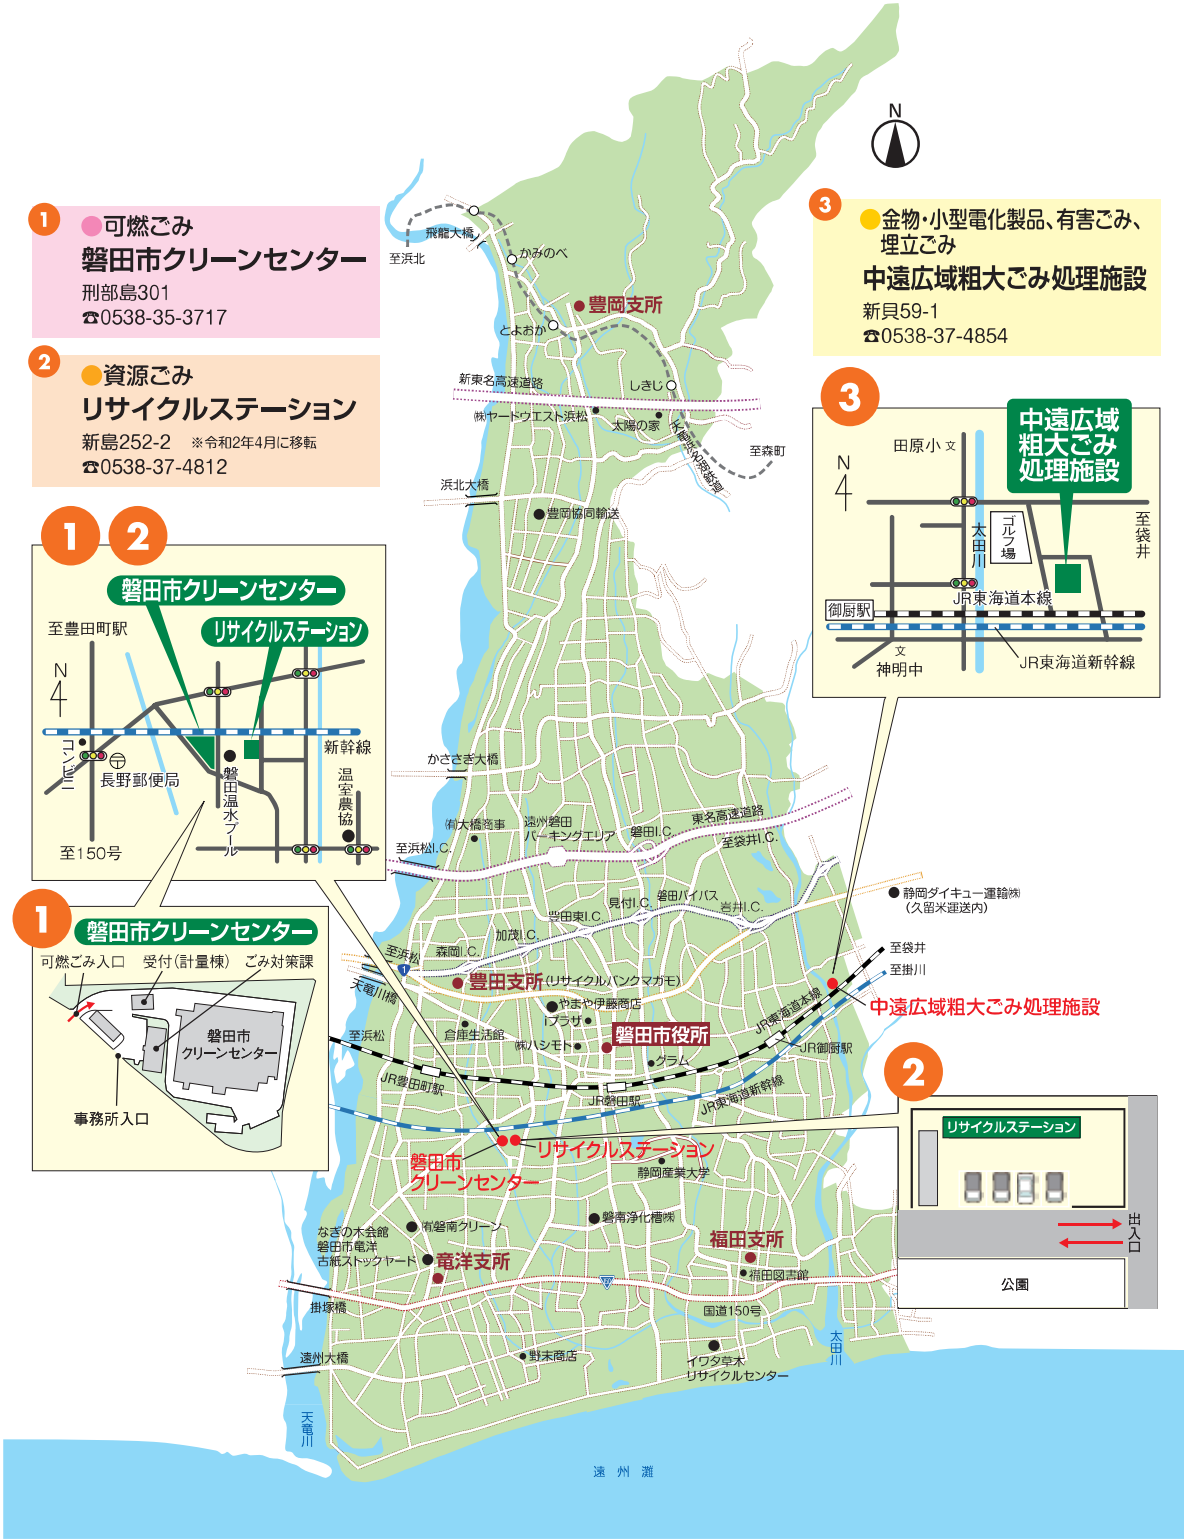 N
1
●可燃ごみ
磐田市クリーンセンター
刑部島301
☎0538-35-3717
2
●資源ごみ
リサイクルステーション
新島252-2 ※令和2年4月に移転
☎0538-37-4812
3
●金物・小型電化製品、有害ごみ、
埋立ごみ
中遠広域粗大ごみ処理施設
新貝59-1
☎0538-37-4854
3
中遠広域
粗大ごみ
処理施設
田原小 文
N
太田川
ゴルフ場
至袋井
JR東海道本線
御厨駅
文
神明中
JR東海道新幹線
1 2
磐田市クリーンセンター
リサイクルステーション
至豊田町駅
N
新幹線
コンビニ
長野郵便局
磐田温水プール
温室農協
至150号
1
磐田市クリーンセンター
可燃ごみ入口
受付(計量棟)
ごみ対策課
磐田市
クリーンセンター
事務所入口
2
リサイクルステーション
出入口
公園
飛龍大橋
至浜北
かみのべ
とよおか
豊岡支所
新東名高速道路
しきじ
㈱ヤードウエスト浜松
太陽の家
天竜浜名湖鉄道
至森町
浜北大橋
豊岡協同輸送
かささぎ大橋
㈲大橋商事
遠州磐田
パーキングエリア
磐田I.C.
東名高速道路
至袋井I.C.
至浜松I.C.
静岡ダイキュー運輸㈱
(久留米運送内)
磐田バイパス
見付I.C.
岩井I.C.
豊田東I.C.
加茂I.C.
森岡I.C.
至浜松
1
天竜川橋
豊田支所(リサイクルバンクマガモ)
至袋井
至掛川
やまや伊藤商店
iプラザ
倉庫生活館
㈱ハシモト
磐田市役所
グラム
JR東海道本線
中遠広域粗大ごみ処理施設
JR御厨駅
至浜松
JR豊田町駅
JR磐田駅
JR東海道新幹線
リサイクルステーション
磐田市
クリーンセンター
静岡産業大学
㈲磐南クリーン
磐南浄化槽㈱
なぎの木会館
磐田市竜洋
古紙ストックヤード
竜洋支所
福田支所
福田図書館
150
国道150号
掛塚橋
遠州大橋
野末商店
イワタ草木
リサイクルセンター
太田川
天竜川
遠州灘